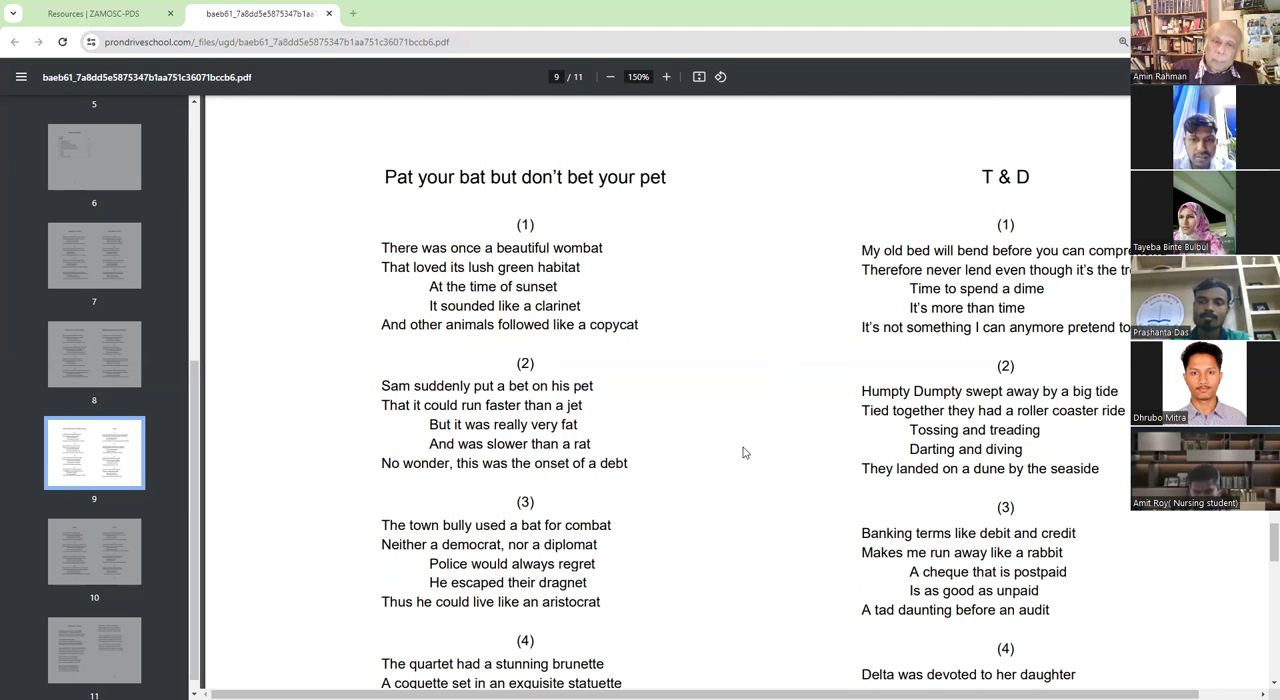 Resources | ZAMOSC-PDS
baeb61_7a8dd5e5875347b1aa
prondriveschool.com/_files/ugd/baeb61_7a8dd5e5875347b1aa751c36071bccb6.pdf
baeb61_7a8dd5e5875347b1aa751c36071bccb6.pdf
9 / 11
150%
5
6
7
8
9
10
11
Pat your bat but don’t bet your pet
(1)
There was once a beatiful wombat
That loved its lush green habitat
At the time of sunset
It sounded like a clarinet
And other animals followed like a copycat
(2)
Sam suddenly put a bet on his pet
That it could run faster than a jet
But it was really very fat
And was slower than a rat
No wonder, this was the onset of a debt
(3)
The town bully used a bat for combat
Neither a democrat, nor a diplomat
Police would always regret
He escaped their dragnet
Thus he could live like an aristocrat
(4)
The quartet had a stunning brunette
A coquette set in an exquisite statuette
T & D
(1)
My old bed will bend before you can
Therefore never lend even though it’s the
Time to spend a dime
It’s more than time
It’s not something I can anymore pretend to
(2)
Humpty Dumpty swept away by a big tide
Tied together they had a roller coaster ride
Tossing and treading
Darting and diving
They landed on a dune by the seaside
(3)
Banking terms like debit and credit
Makes me run away like a rabbit
A cheque that is postpaid
Is as good as unpaid
A tad daunting before an audit
(4)
Delta was devoted to her daughter
Amin Rahman
Tayeba Binte Bulbul
Prashanta Das
Dhrubo Mitra
Amit Roy( Nursing student)